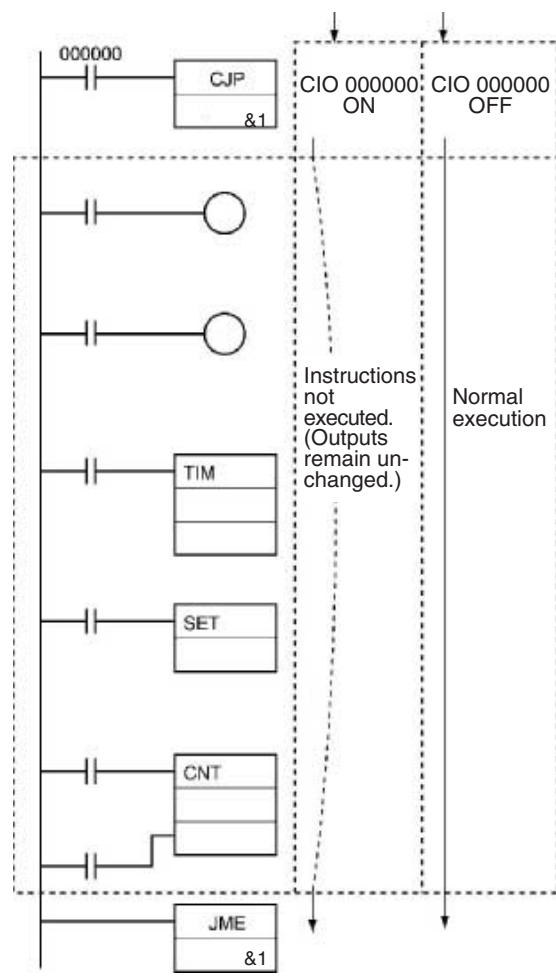 000000
CJP
&1
CIO 000000
ON
CIO 000000
OFF
Instructions
not
executed.
(Outputs
remain un-
changed.)
Normal
execution
TIM
SET
CNT
JME
&1